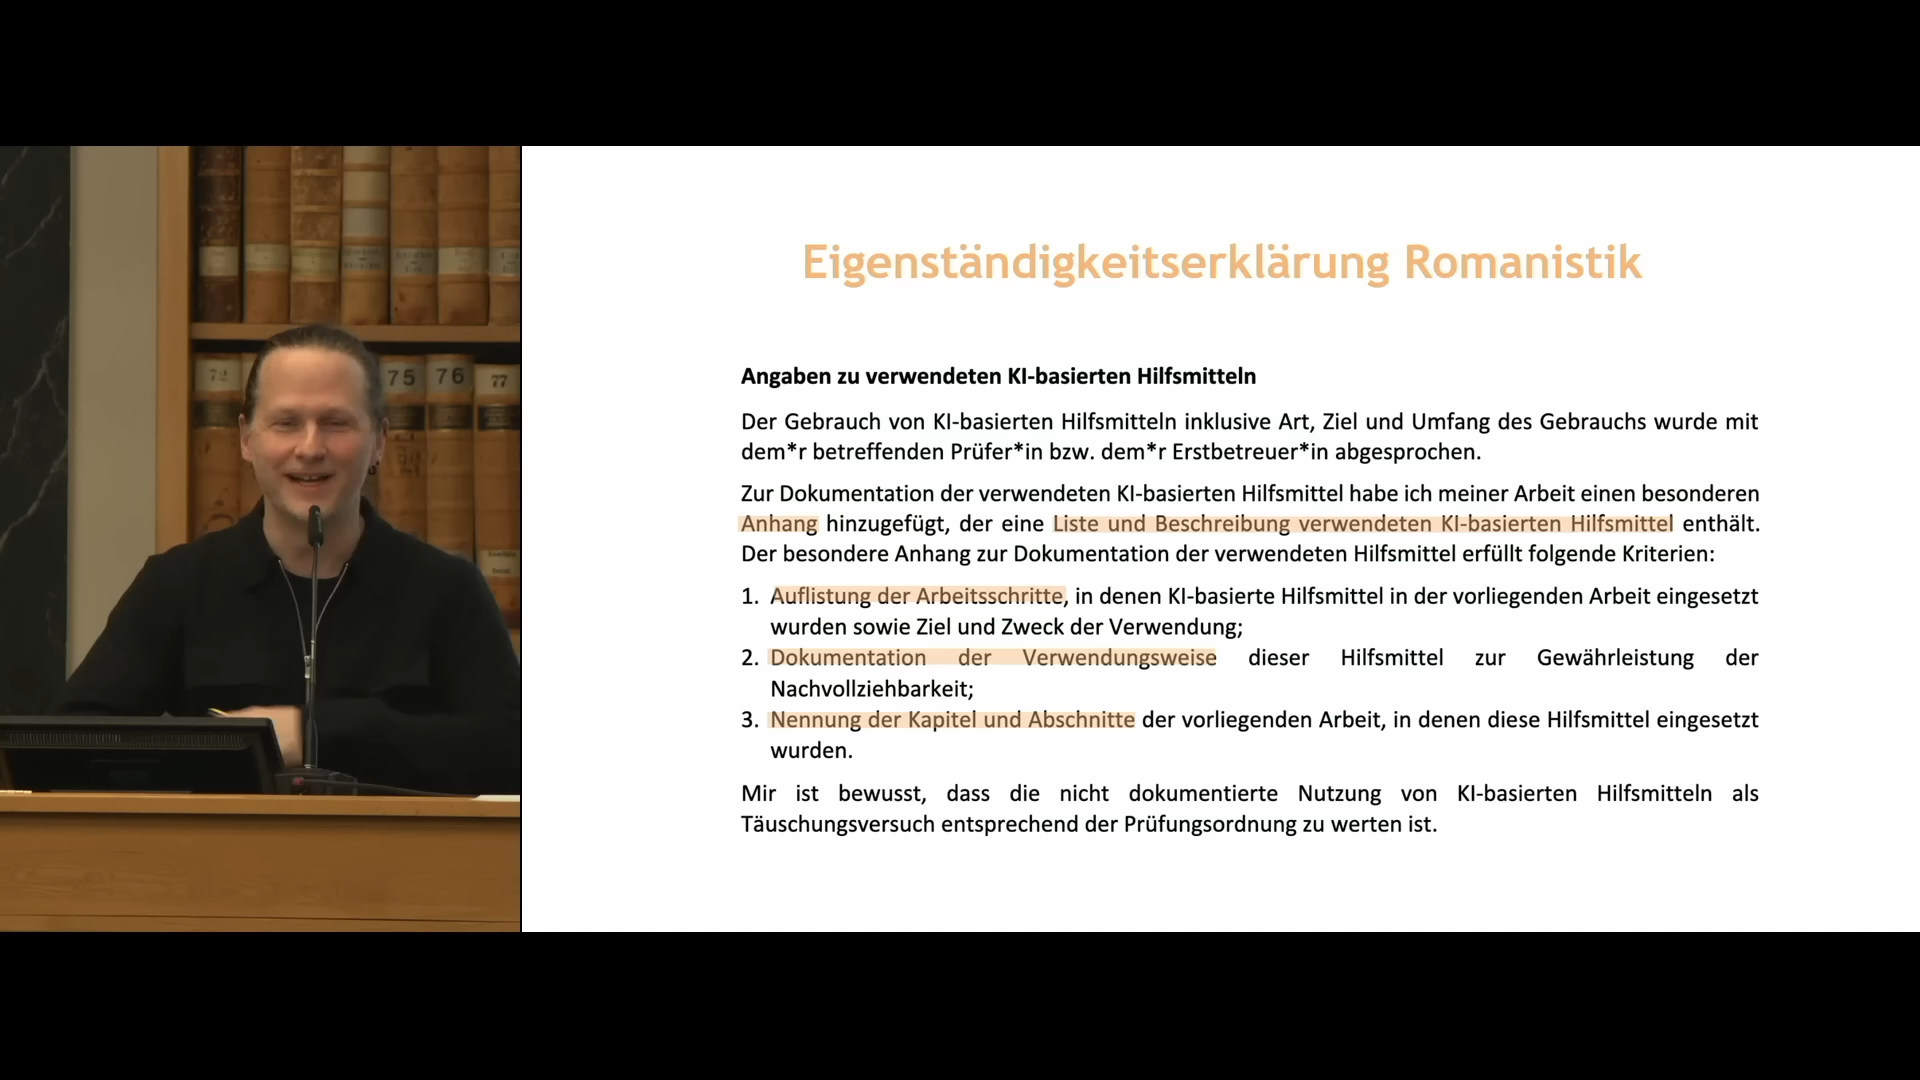 72
75
76
77
Eigenständigkeitserklärung Romanistik
Angaben zu verwendeten KI-basierten Hilfsmitteln
Der Gebrauch von KI-basierten Hilfsmitteln inklusive Art, Ziel und Umfang des Gebrauchs wurde mit
dem*r betreffenden Prüfer*in bzw. dem*r Erstbetreuer*in abgesprochen.
Zur Dokumentation der verwendeten KI-basierten Hilfsmittel habe ich meiner Arbeit einen besonderen
Anhang hinzugefügt, der eine Liste und Beschreibung verwendeten KI-basierten Hilfsmittel enthält.
Der besondere Anhang zur Dokumentation der verwendeten Hilfsmittel erfüllt folgende Kriterien:
1. Auflistung der Arbeitsschritte, in denen KI-basierte Hilfsmittel in der vorliegenden Arbeit eingesetzt
wurden sowie Ziel und Zweck der Verwendung;
2. Dokumentation der Verwendungsweise dieser Hilfsmittel zur Gewährleistung der
Nachvollziehbarkeit;
3. Nennung der Kapitel und Abschnitte der vorliegenden Arbeit, in denen diese Hilfsmittel eingesetzt
wurden.
Mir ist bewusst, dass die nicht dokumentierte Nutzung von KI-basierten Hilfsmitteln als
Täuschungsversuch entsprechend der Prüfungsordnung zu werten ist.